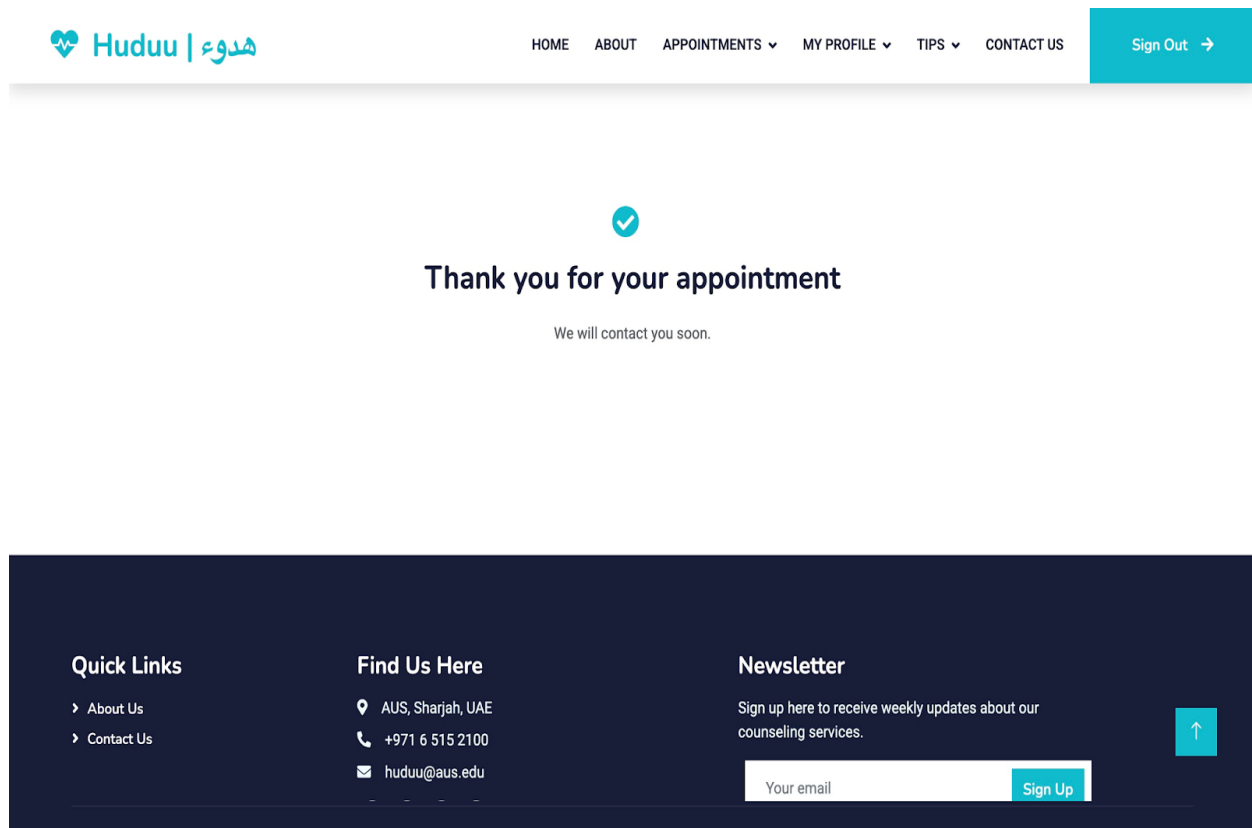 Huduu | هدوء
HOME ABOUT APPOINTMENTS MY PROFILE TIPS CONTACT US Sign Out
Thank you for your appointment
We will contact you soon.
Quick Links
About Us
Contact Us
Find Us Here
AUS, Sharjah, UAE
+971 6 515 2100
huduu@aus.edu
Newsletter
Sign up here to receive weekly updates about our
counseling services.
Your email Sign Up